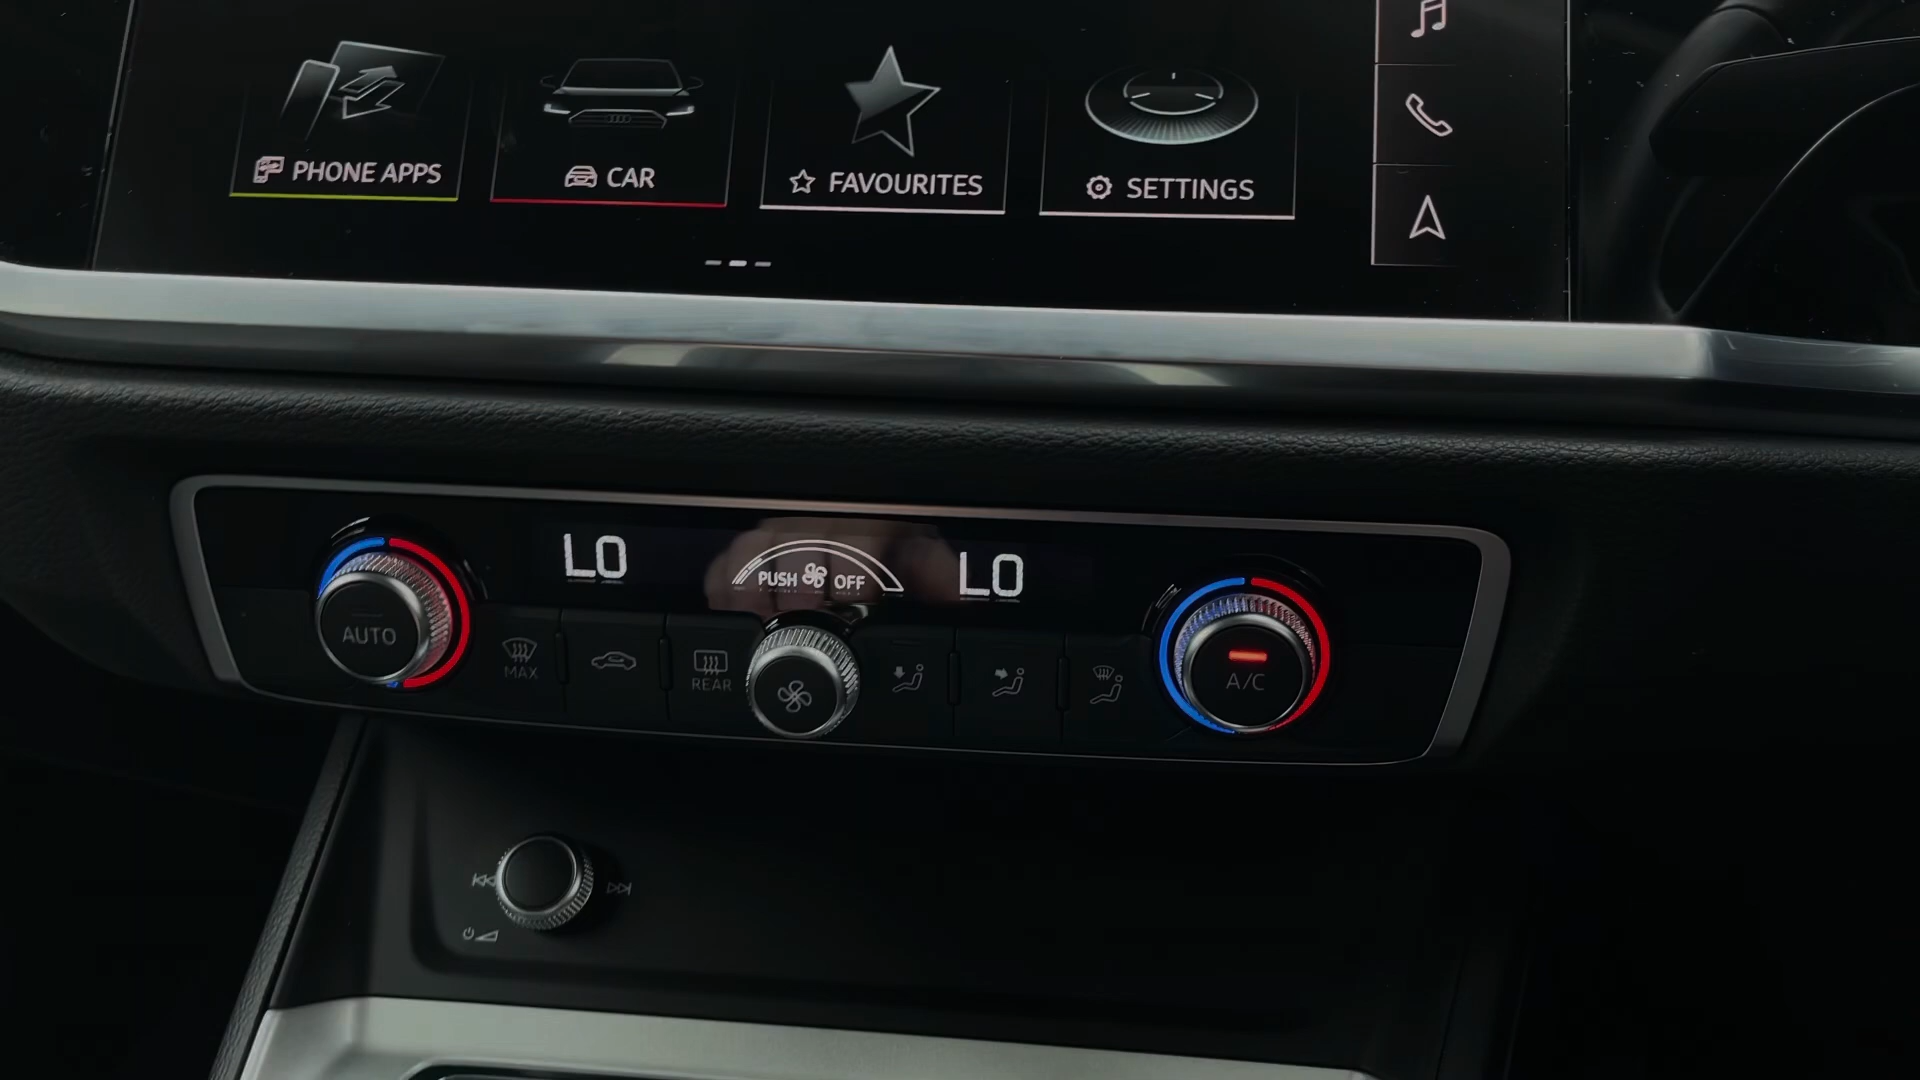 PHONE APPS
CAR
FAVOURITES
SETTINGS
LO
PUSH OFF
LO
AUTO
MAX
REAR
A/C